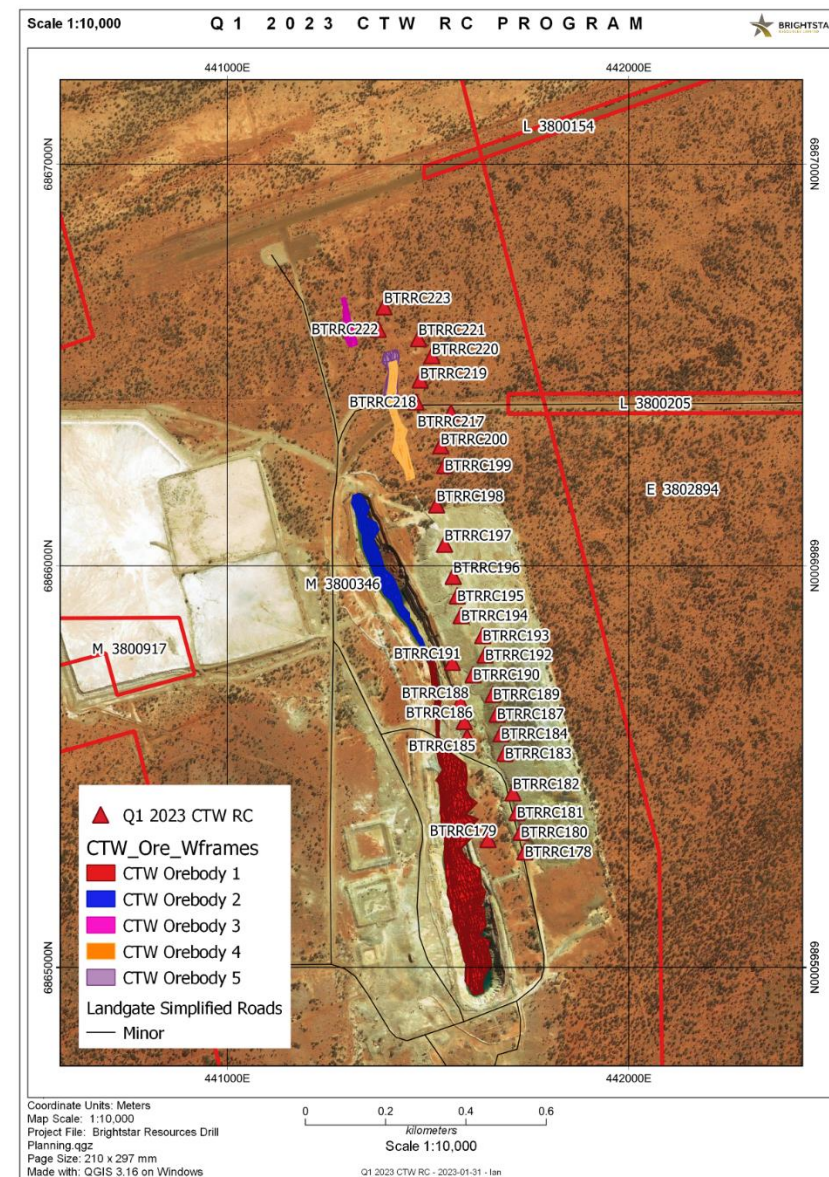 Scale 1:10,000
Q1 2023 CTW RC PROGRAM
BRIGHTSTAR
441000E
442000E
L 3800154
6867000N
6867000N
BTRRC223
BTRRC222
BTRRC221
BTRRC220
BTRRC219
BTRRC218
L 3800205
BTRRC217
BTRRC200
BTRRC199
E 3802894
BTRRC198
BTRRC197
6866000N
6866000N
BTRRC196
M 3800346
BTRRC195
BTRRC194
BTRRC193
M 3800917
BTRRC191
BTRRC192
BTRRC190
BTRRC188
BTRRC189
BTRRC186
BTRRC187
BTRRC184
BTRRC185
BTRRC183
BTRRC182
BTRRC181
BTRRC179
BTRRC180
BTRRC178
Q1 2023 CTW RC
CTW_Ore_Wframes
CTW Orebody 1
CTW Orebody 2
CTW Orebody 3
CTW Orebody 4
CTW Orebody 5
Landgate Simplified Roads
Minor
6865000N
6865000N
441000E
442000E
Coordinate Units: Meters
Map Scale: 1:10,000
Project File: Brightstar Resources Drill
Planning.qgz
Page Size: 210 x 297 mm
Made with: QGIS 3.16 on Windows
0 0.2 0.4 0.6
kilometers
Scale 1:10,000
Q1 2023 CTW RC - 2023-01-31 - Ian